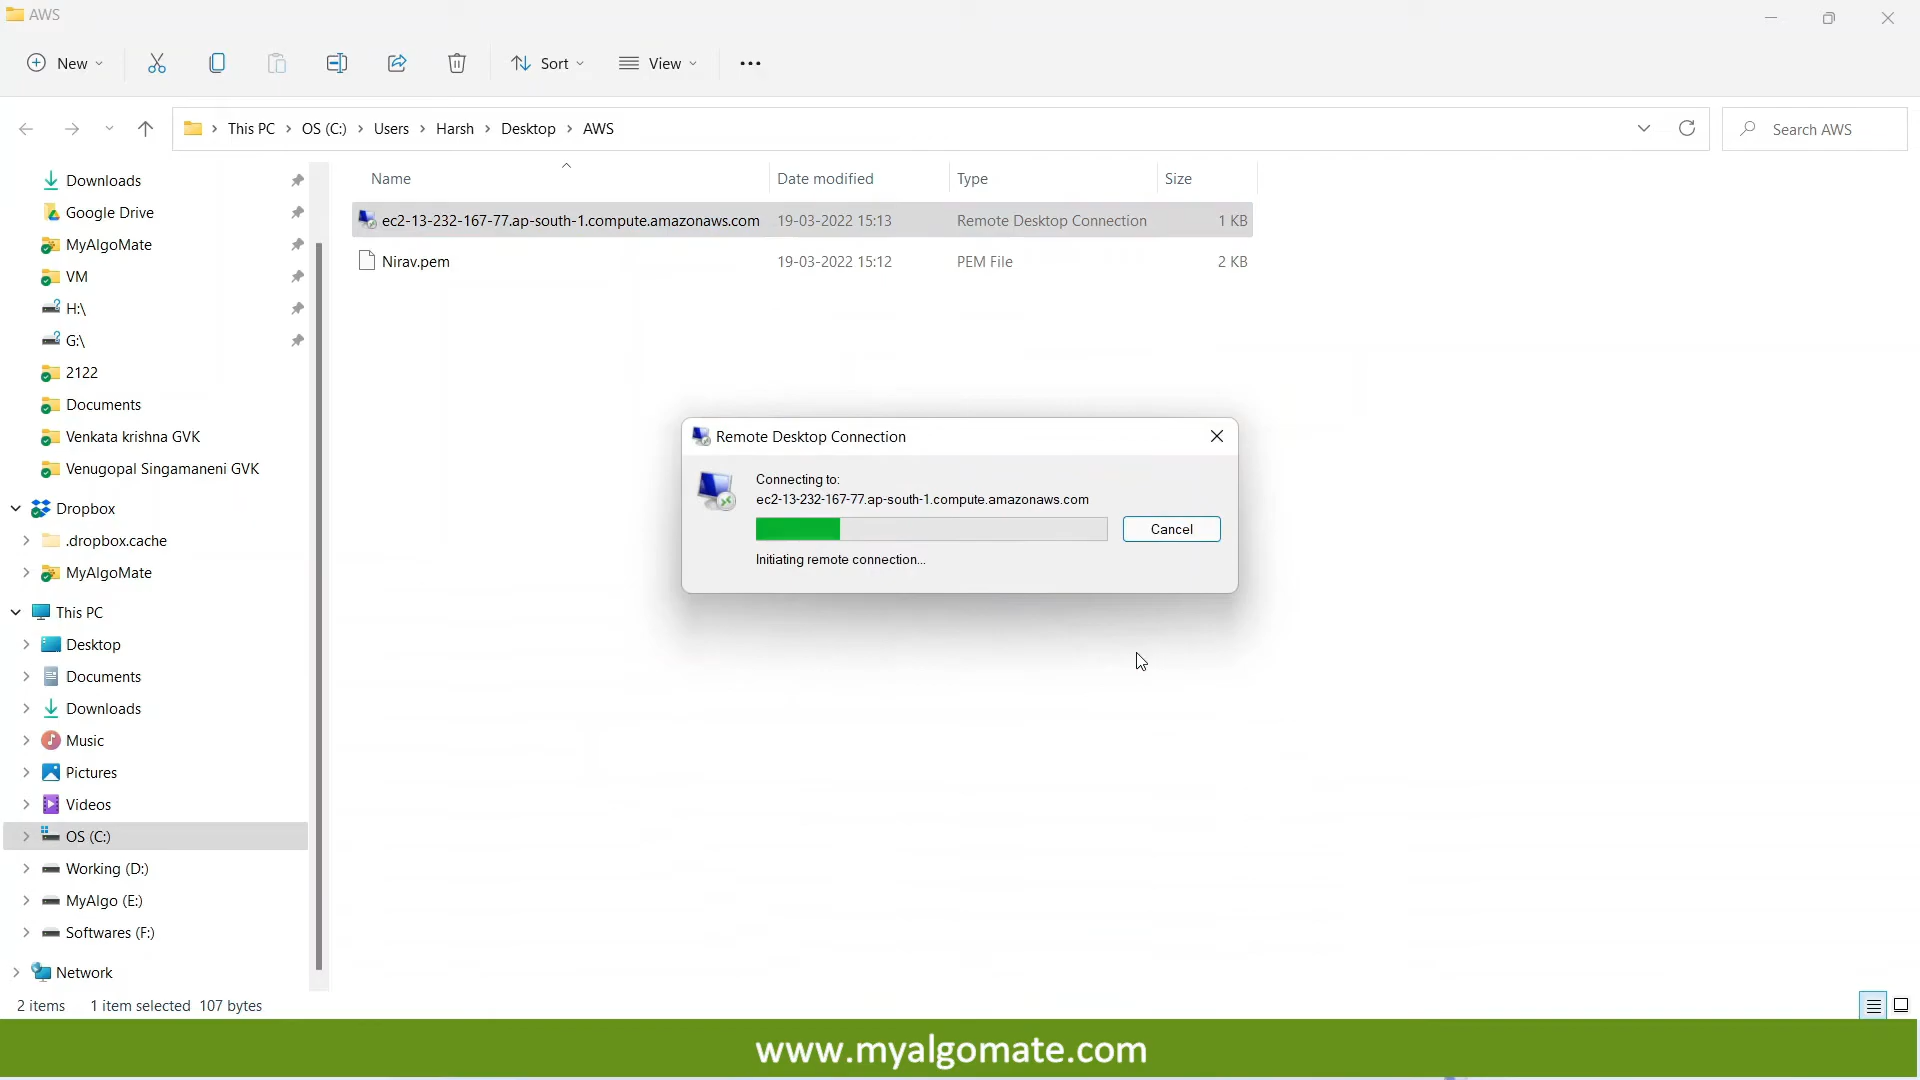 AWS
New
Sort
View
This PC
OS (C:)
Users
Harsh
Desktop
AWS
Search AWS
Downloads
Google Drive
MyAlgoMate
VM
H:\
G:\
2122
Documents
Venkata krishna GVK
Venugopal Singamaneni GVK
Dropbox
.dropbox.cache
MyAlgoMate
This PC
Desktop
Documents
Downloads
Music
Pictures
Videos
OS (C:)
Working (D:)
MyAlgo (E:)
Softwares (F:)
Network
Name Date modified Type Size
ec2-13-232-167-77.ap-south-1.compute.amazonaws.com 19-03-2022 15:13 Remote Desktop Connection 1 KB
Nirav.pem 19-03-2022 15:12 PEM File 2 KB
Remote Desktop Connection
Connecting to:
ec2-13-232-167-77.ap-south-1.compute.amazonaws.com
Cancel
Initiating remote connection...
2 items 1 item selected 107 bytes
www.myalgomate.com